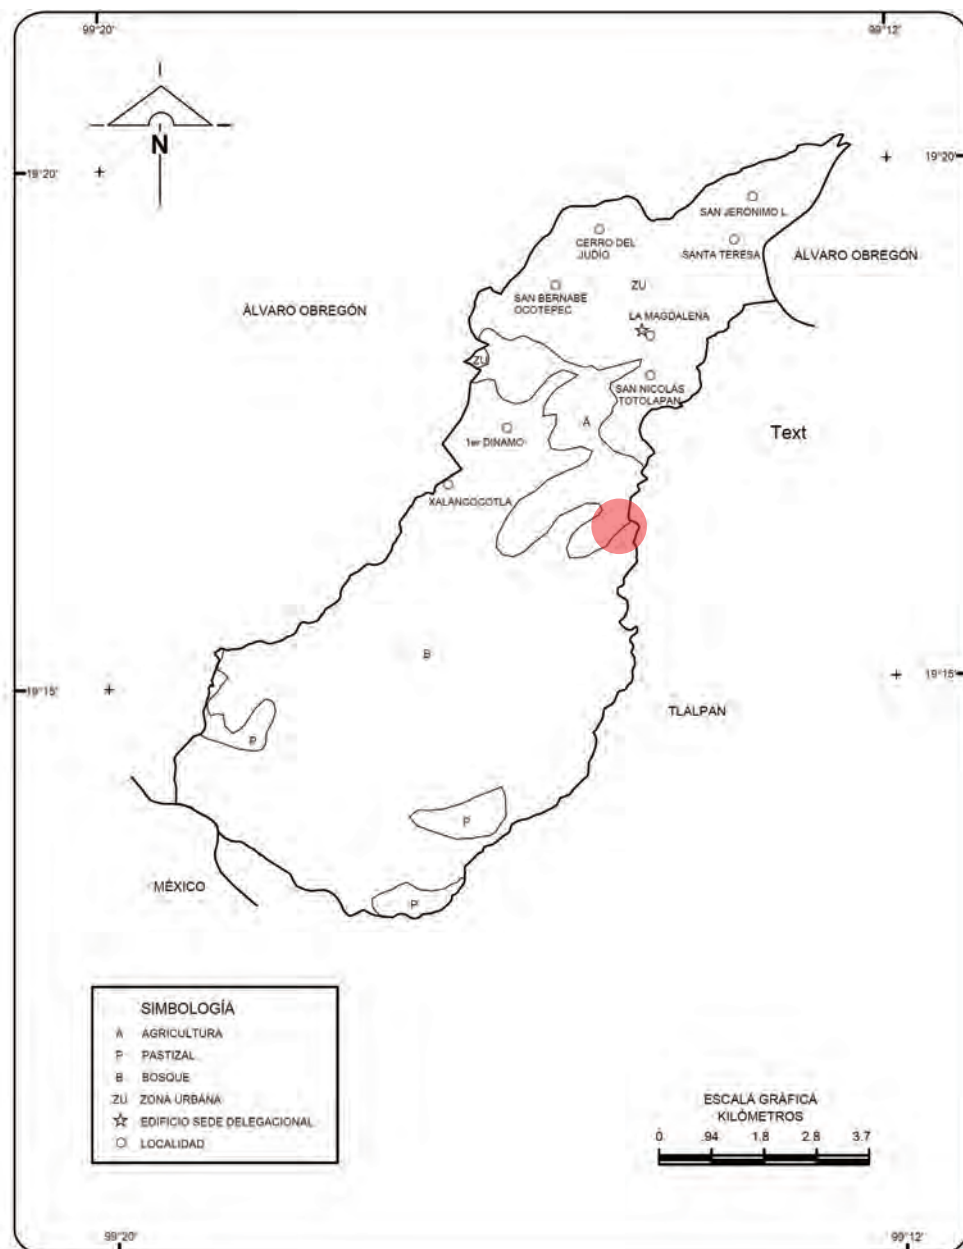 99°20'
99°12'
N
19°20'
19°20'
SAN JERÓNIMO L.
CERRO DEL
JUDÍO
SANTA TERESA
ÁLVARO OBREGÓN
SAN BERNABE
OCOTEPEC
ZU
ÁLVARO OBREGÓN
LA MAGDALENA
ZU
SAN NICOLÁS
TOTOLAPAN
A
Text
1er DINAMO
XALANCOCOTLA
B
19°15'
19°15'
TLALPAN
P
P
MÉXICO
P
SIMBOLOGÍA
A AGRICULTURA
P PASTIZAL
B BOSQUE
ZU ZONA URBANA
EDIFICIO SEDE DELEGACIONAL
LOCALIDAD
ESCALA GRÁFICA
KILÓMETROS
0. .94 1.8 2.8 3.7
99°20'
99°12'